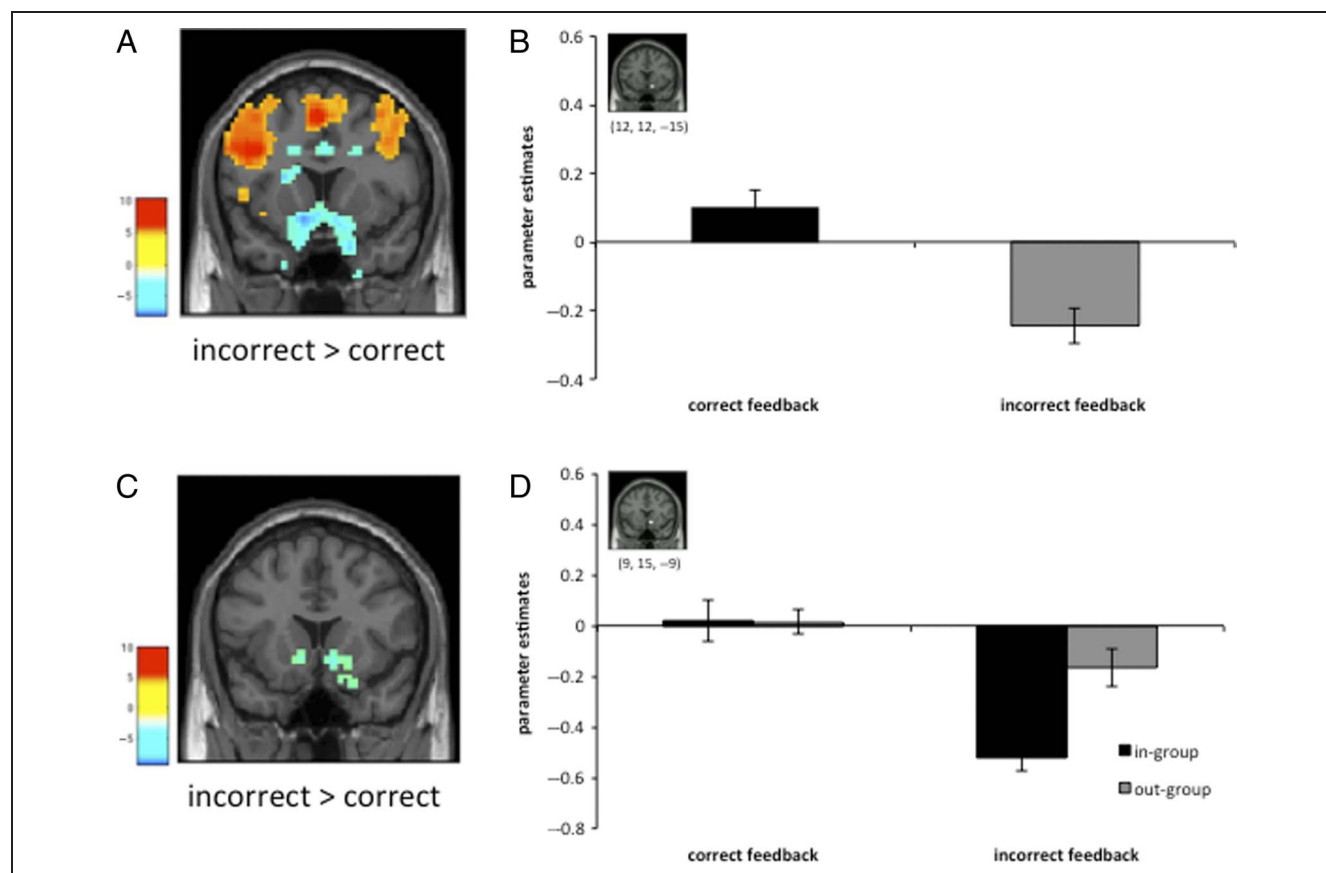 A
10
5
0
−5
incorrect > correct
B
0.6
0.4
0.2
0
−0.2
−0.4
parameter estimates
(12, 12, −15)
correct feedback
incorrect feedback
C
10
5
0
−5
incorrect > correct
D
0.6
0.4
0.2
0
−0.2
−0.4
−0.6
−0.8
parameter estimates
(9, 15, −9)
in-group
out-group
correct feedback
incorrect feedback